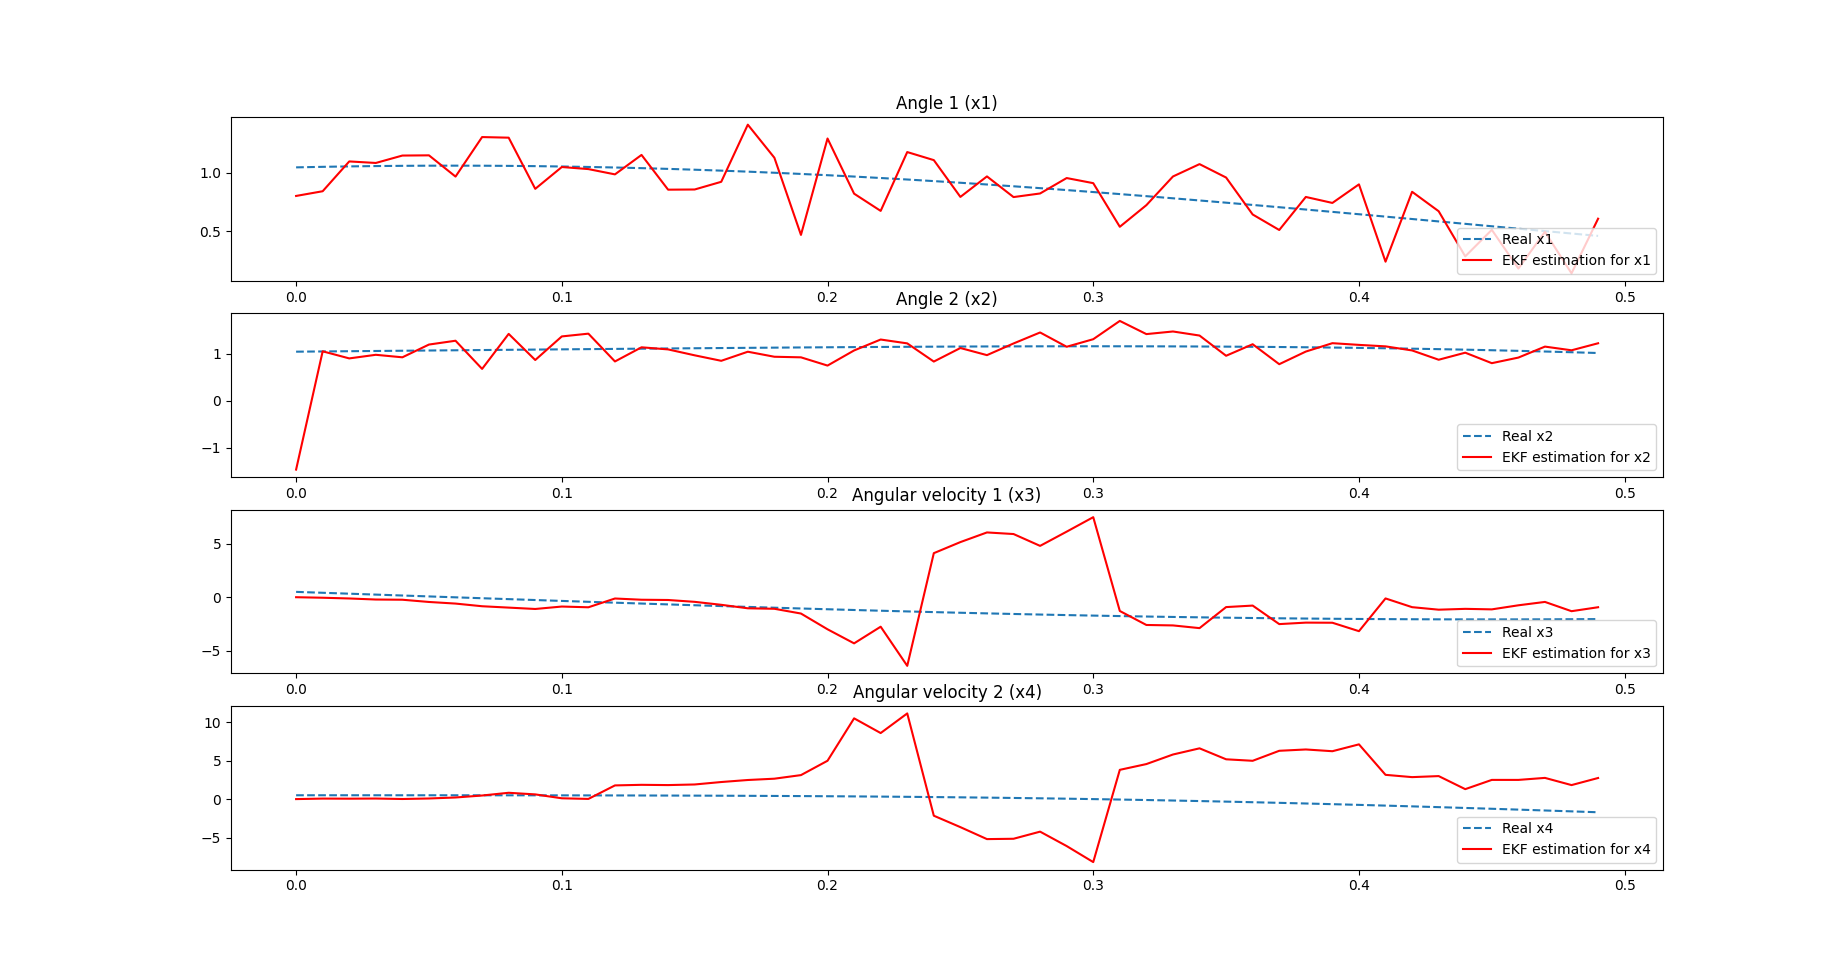 Angle 1 (x1)
1.0
0.5
Real x1
EKF estimation for x1
0.0 0.1 0.2 0.3 0.4 0.5
Angle 2 (x2)
1
0
−1
Real x2
EKF estimation for x2
0.0 0.1 0.2 0.3 0.4 0.5
Angular velocity 1 (x3)
5
0
−5
Real x3
EKF estimation for x3
0.0 0.1 0.2 0.3 0.4 0.5
Angular velocity 2 (x4)
10
5
0
−5
Real x4
EKF estimation for x4
0.0 0.1 0.2 0.3 0.4 0.5